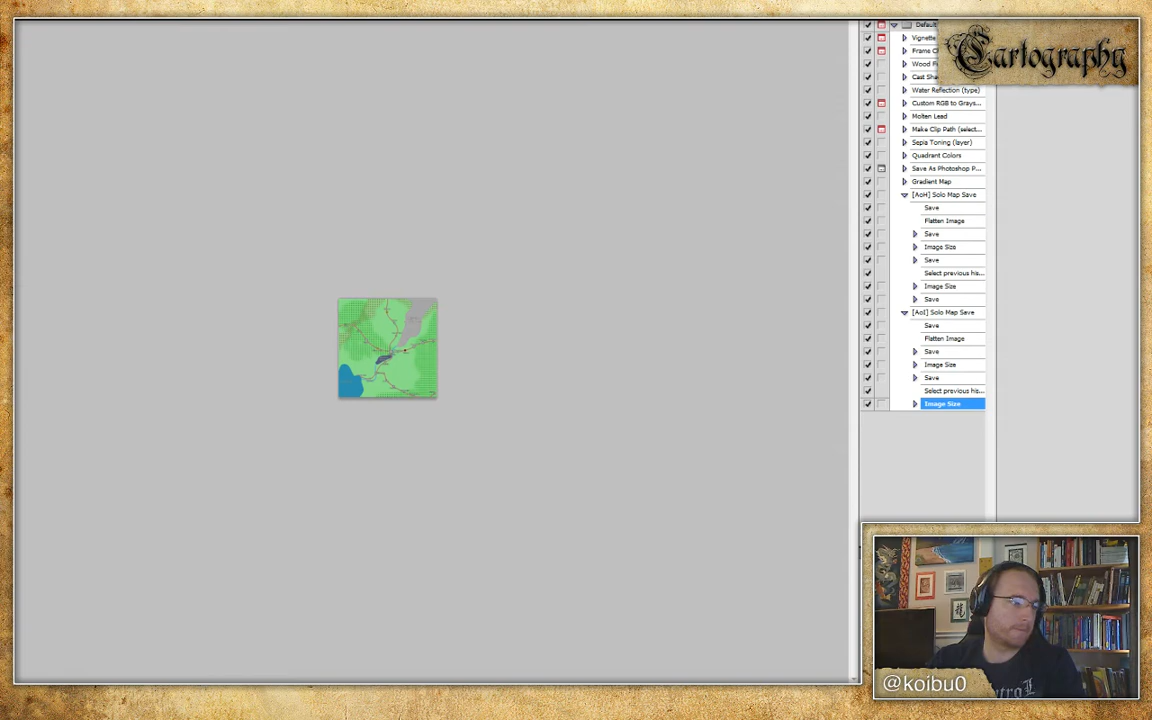 Default
Cartography
Vignette
Frame C
Wood F
Cast Sha
Water Reflection (type)
Custom RGB to Grays...
Molten Lead
Make Clip Path (select...
Sepia Toning (layer)
Quadrant Colors
Save As Photoshop P...
Gradient Map
[AoH] Solo Map Save
Save
Flatten Image
Save
Image Size
Save
Select previous his...
Image Size
Save
[AoI] Solo Map Save
Save
Flatten Image
Save
Image Size
Save
Select previous his...
Image Size
@koibu0